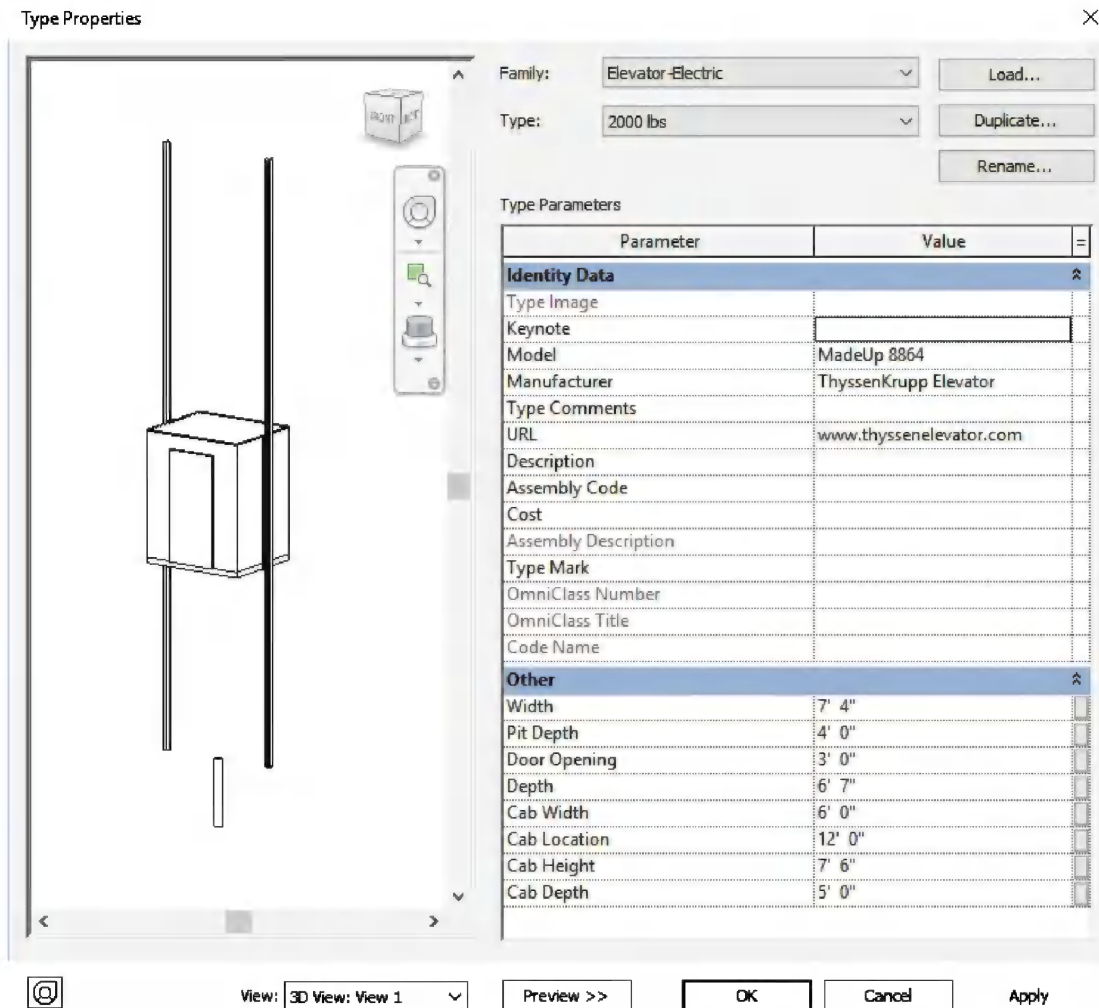 Type Properties
Family: Elevator-Electric Load...
Type: 2000 lbs Duplicate...
Rename...
Type Parameters
Parameter Value =
Identity Data
Type Image
Keynote
Model MadeUp 8864
Manufacturer ThyssenKrupp Elevator
Type Comments
URL www.thyssenelevator.com
Description
Assembly Code
Cost
Assembly Description
Type Mark
OmniClass Number
OmniClass Title
Code Name
Other
Width 7' 4"
Pit Depth 4' 0"
Door Opening 3' 0"
Depth 6' 7"
Cab Width 6' 0"
Cab Location 12' 0"
Cab Height 7' 6"
Cab Depth 5' 0"
FRONT
View: 3D View: View 1 Preview >> OK Cancel Apply